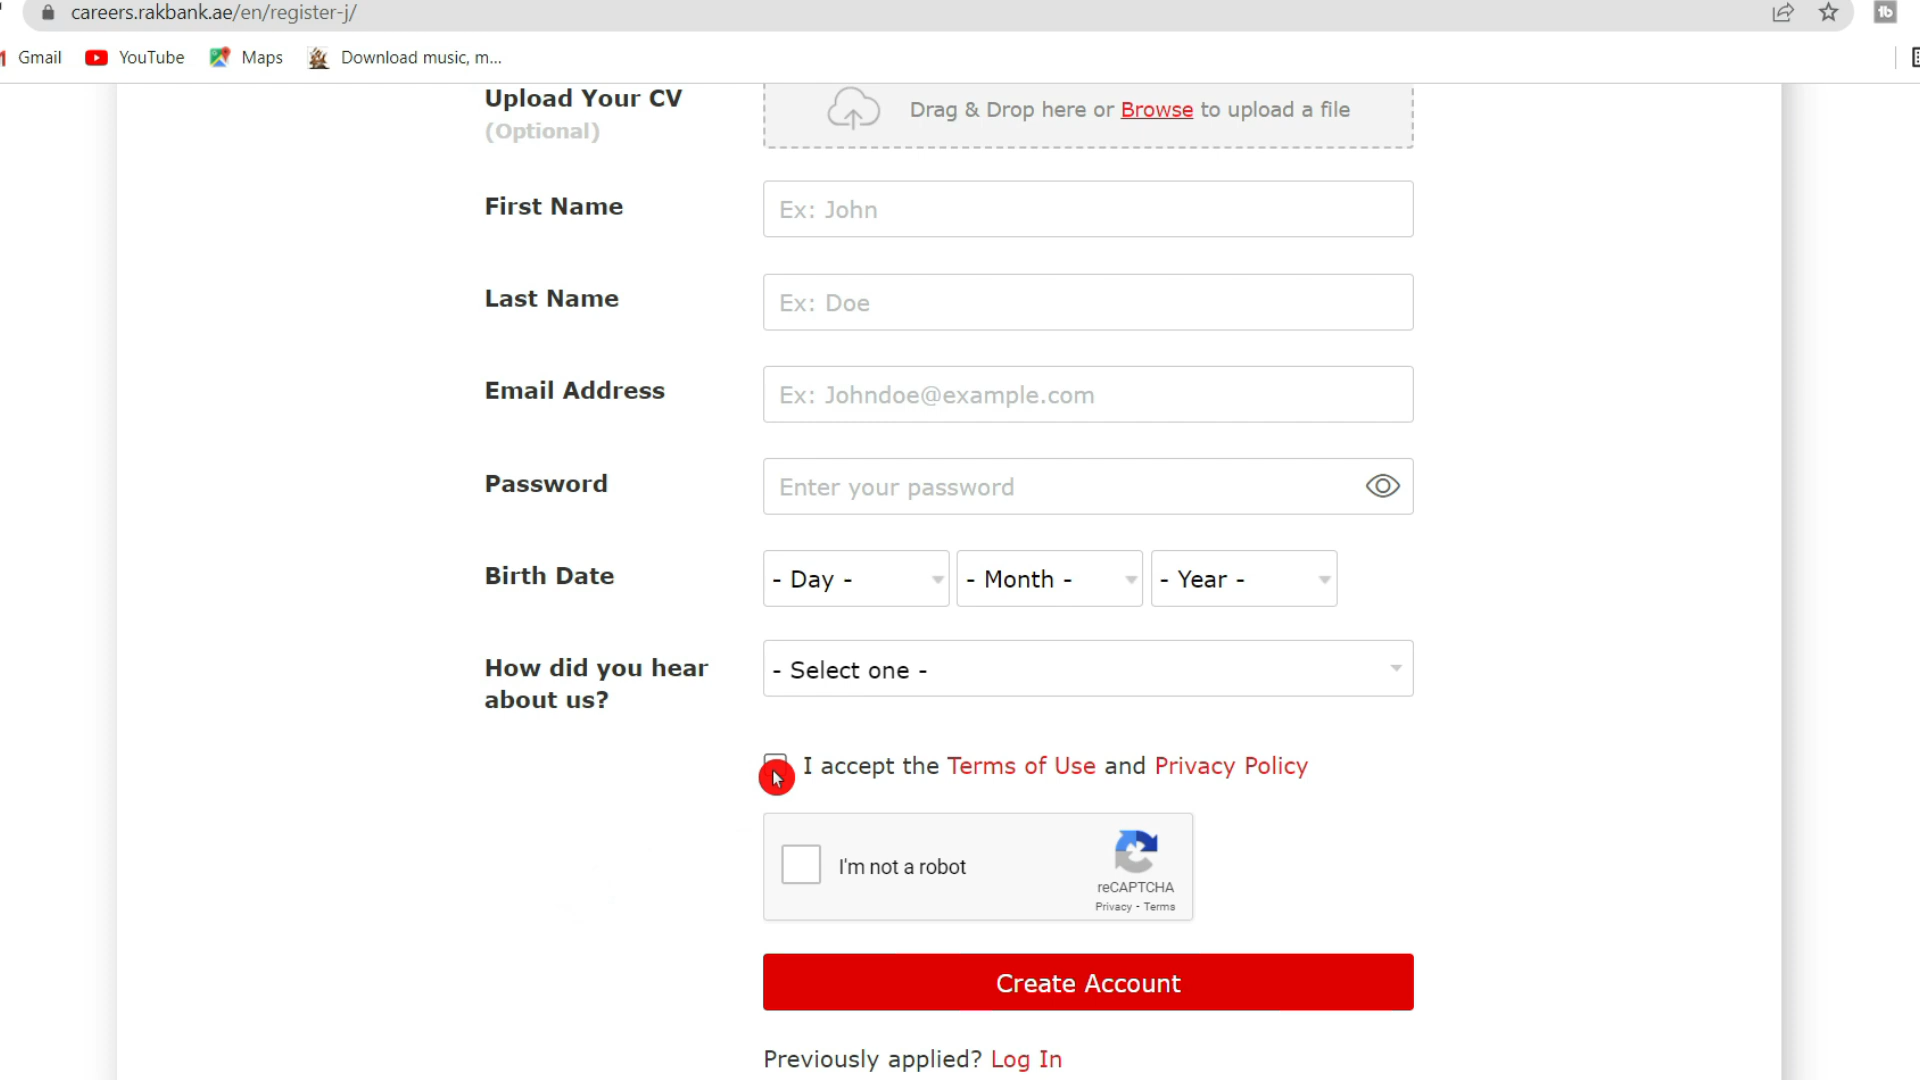 careers.rakbank.ae/en/register-j/
Gmail YouTube Maps Download music, m...
Upload Your CV
(Optional)
Drag & Drop here or Browse to upload a file
First Name
Ex: John
Last Name
Ex: Doe
Email Address
Ex: Johndoe@example.com
Password
Enter your password
Birth Date
- Day - - Month - - Year -
How did you hear
about us?
- Select one -
I accept the Terms of Use and Privacy Policy
I'm not a robot
reCAPTCHA
Privacy - Terms
Create Account
Previously applied? Log In